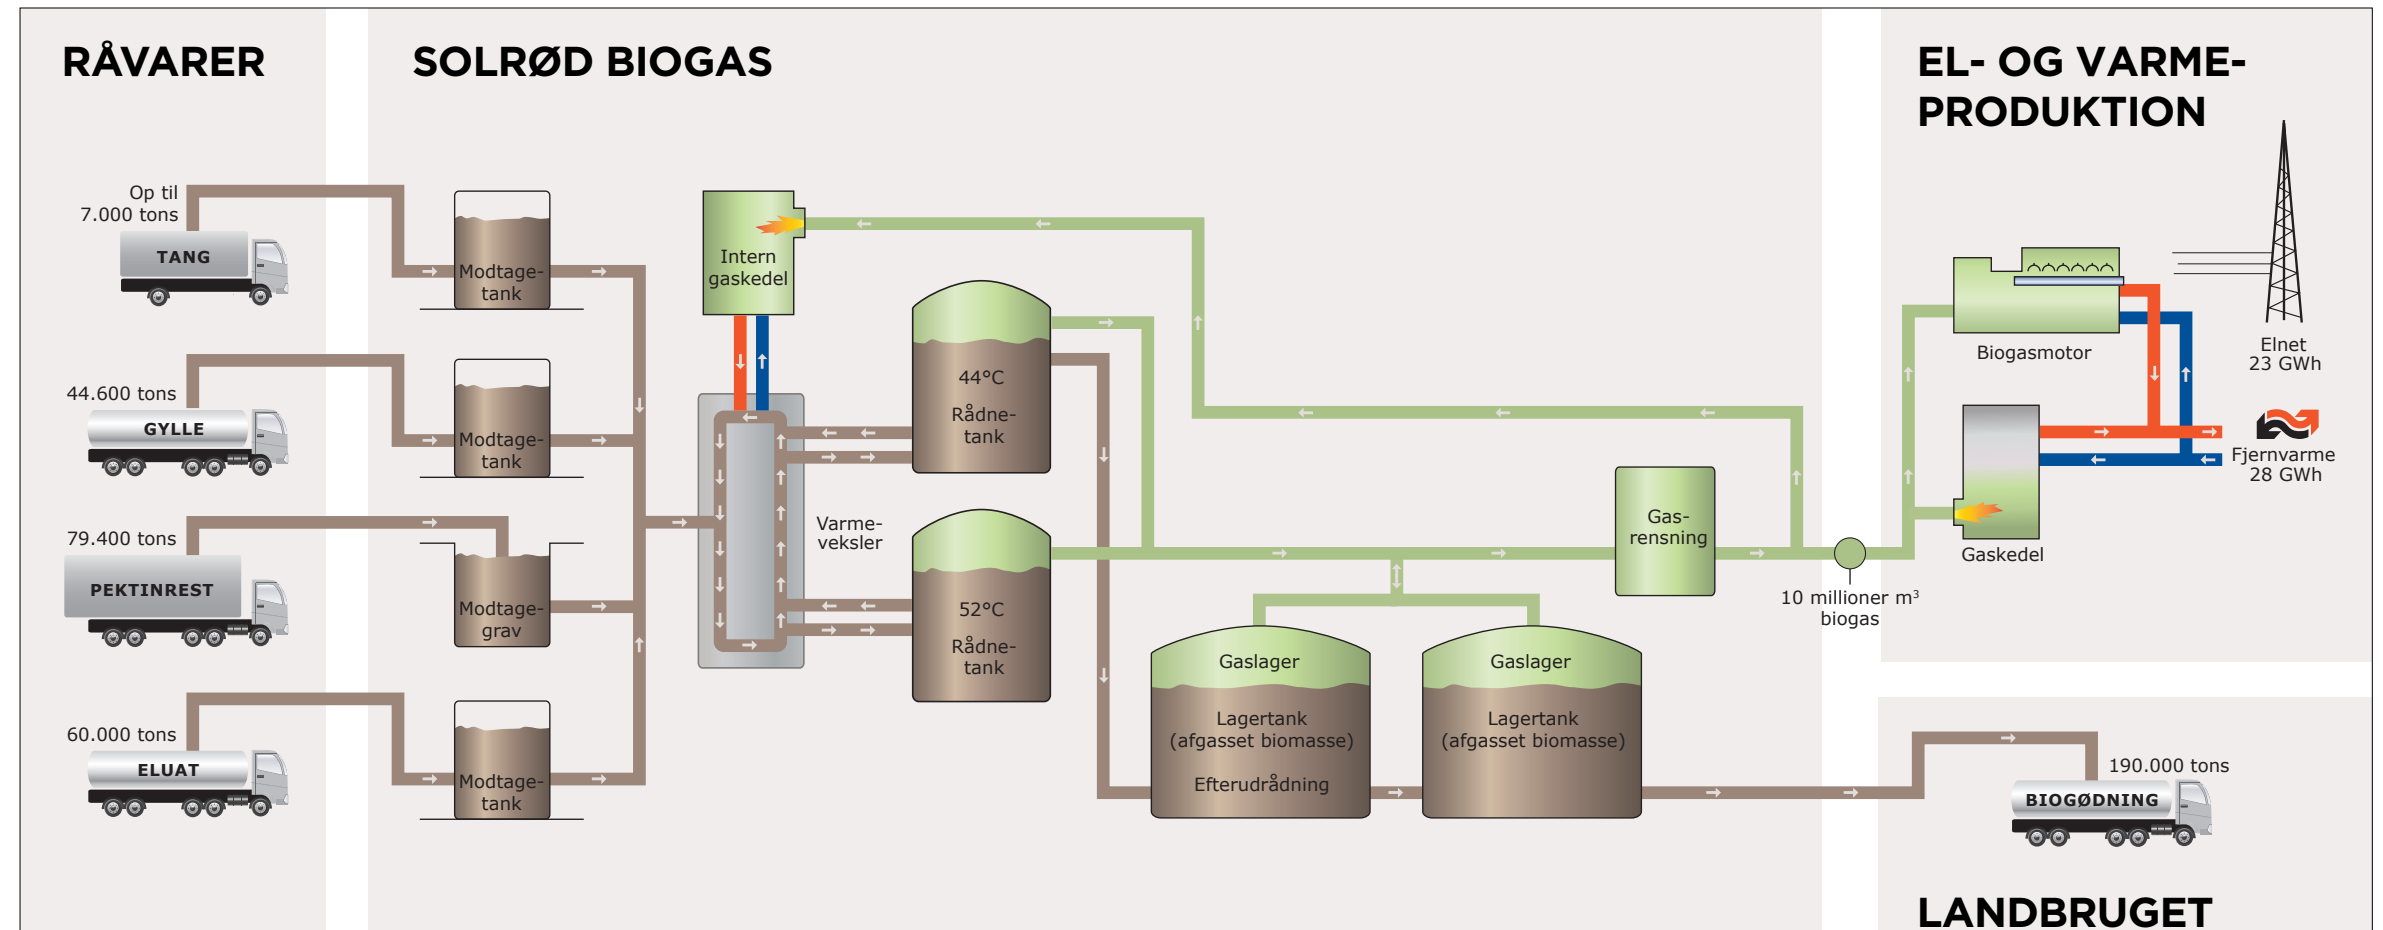 RÅVARER
Op til
7.000 tons
TANG
44.600 tons
GYLLE
79.400 tons
PEKTINREST
60.000 tons
ELUAT
SOLRØD BIOGAS
Modtage-
tank
Modtage-
tank
Modtage-
grav
Modtage-
tank
Intern
gaskedel
Varme-
veksler
44°C
Rådne-
tank
52°C
Rådne-
tank
Gaslager
Lagertank
(afgasset biomasse)
Efterudrådning
Gaslager
Lagertank
(afgasset biomasse)
Gas-
rensning
10 millioner m³
biogas
EL- OG VARME-
PRODUKTION
Biogasmotor
Gaskedel
Elnet
23 GWh
Fjernvarme
28 GWh
190.000 tons
BIOGØDNING
LANDBRUGET